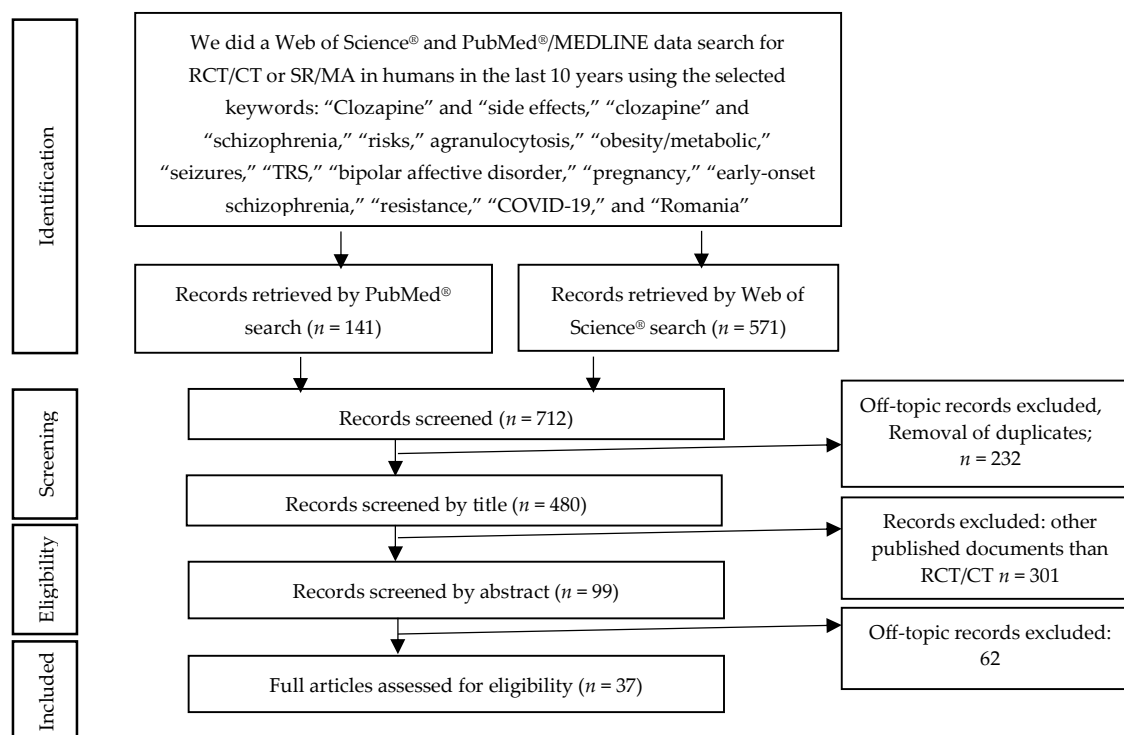 Identification
We did a Web of Science® and PubMed®/MEDLINE data search for
RCT/CT or SR/MA in humans in the last 10 years using the selected
keywords: “Clozapine” and “side effects,” “clozapine” and
“schizophrenia,” “risks,” agranulocytosis,” “obesity/metabolic,”
“seizures,” “TRS,” “bipolar affective disorder,” “pregnancy,” “early-onset
schizophrenia,” “resistance,” “COVID-19,” and “Romania”
Records retrieved by PubMed®
search (n = 141)
Records retrieved by Web of
Science® search (n = 571)
Screening
Records screened (n = 712)
Off-topic records excluded,
Removal of duplicates;
n = 232
Records screened by title (n = 480)
Eligibility
Records excluded: other
published documents than
RCT/CT n = 301
Records screened by abstract (n = 99)
Off-topic records excluded:
62
Included
Full articles assessed for eligibility (n = 37)